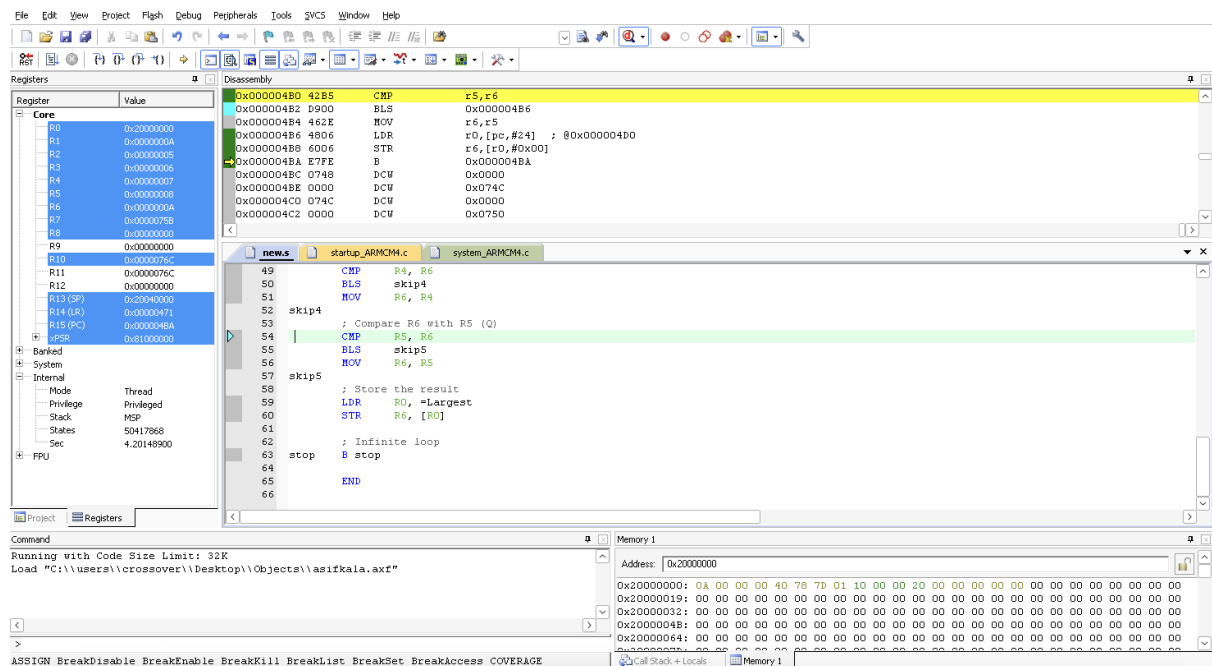 File Edit View Project Flash Debug Peripherals Tools SVCS Window Help
Registers
Register Value
Core
R0 0x20000000
R1 0x0000000A
R2 0x00000005
R3 0x00000006
R4 0x00000007
R5 0x00000008
R6 0x0000000A
R7 0x0000075B
R8 0x00000000
R9 0x00000000
R10 0x0000076C
R11 0x0000076C
R12 0x00000000
R13 (SP) 0x20040000
R14 (LR) 0x00000471
R15 (PC) 0x000004BA
xPSR 0x81000000
Banked
System
Internal
Mode Thread
Privilege Privileged
Stack MSP
States 50417868
Sec 4.20148900
FPU
Project Registers
Disassembly
0x000004B0 42B5 CMP r5,r6
0x000004B2 D900 BLS 0x000004B6
0x000004B4 462E MOV r6,r5
0x000004B6 4806 LDR r0,[pc,#24] ; @0x000004D0
0x000004B8 6006 STR r6,[r0,#0x00]
0x000004BA E7FE B 0x000004BA
0x000004BC 0748 DCW 0x0000
0x000004BE 0000 DCW 0x074C
0x000004C0 074C DCW 0x0000
0x000004C2 0000 DCW 0x0750
new.s startup_ARMCM4.c system_ARMCM4.c
49 CMP R4, R6
50 BLS skip4
51 MOV R6, R4
52 skip4
53 ; Compare R6 with R5 (Q)
54 CMP R5, R6
55 BLS skip5
56 MOV R6, R5
57 skip5
58 ; Store the result
59 LDR R0, =Largest
60 STR R6, [R0]
61
62 ; Infinite loop
63 stop B stop
64
65 END
66
Command
Running with Code Size Limit: 32K
Load "C:\\users\\crossover\\Desktop\\Objects\\asifkala.axf"
>
ASSIGN BreakDisable BreakEnable BreakKill BreakList BreakSet BreakAccess COVERAGE
Memory 1
Address: 0x20000000
0x20000000: 0A 00 00 00 40 78 7D 01 10 00 00 20 00 00 00 00 00 00 00 00 00 00 00 00 00
0x20000019: 00 00 00 00 00 00 00 00 00 00 00 00 00 00 00 00 00 00 00 00 00 00 00 00 00
0x20000032: 00 00 00 00 00 00 00 00 00 00 00 00 00 00 00 00 00 00 00 00 00 00 00 00 00
0x2000004B: 00 00 00 00 00 00 00 00 00 00 00 00 00 00 00 00 00 00 00 00 00 00 00 00 00
0x20000064: 00 00 00 00 00 00 00 00 00 00 00 00 00 00 00 00 00 00 00 00 00 00 00 00 00
Call Stack + Locals Memory 1